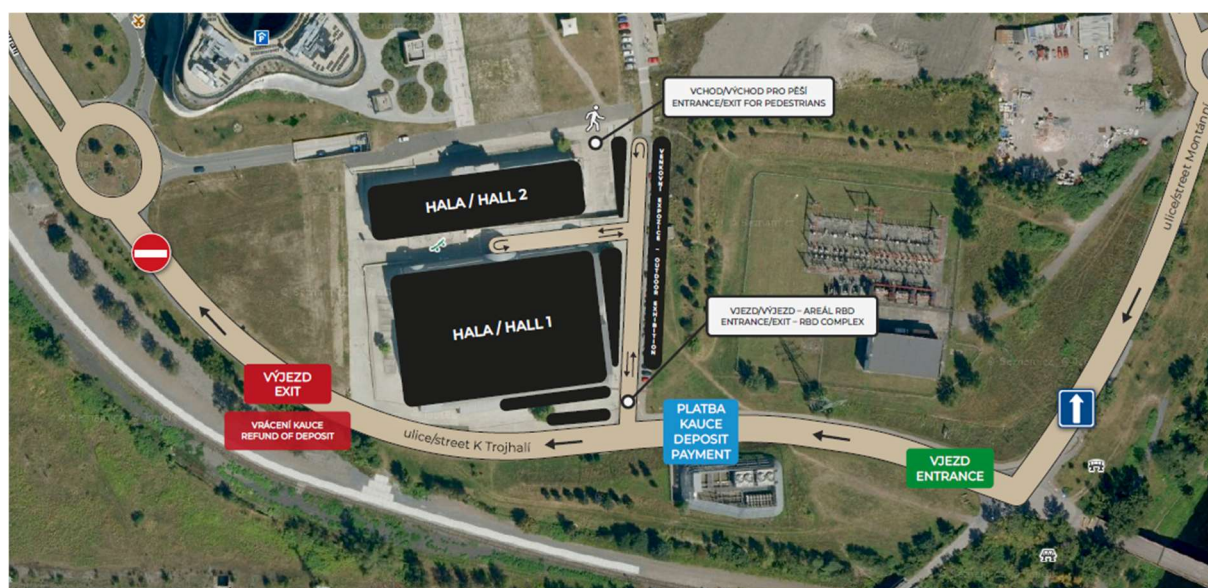 P
VCHOD/VÝCHOD PRO PĚŠÍ
ENTRANCE/EXIT FOR PEDESTRIANS
ulice/street Montání
HALA / HALL 2
VENKOVNÍ EXPOZICE – OUTDOOR EXHIBITION
HALA / HALL 1
VJEZD/VÝJEZD – AREÁL RBD
ENTRANCE/EXIT – RBD COMPLEX
VÝJEZD
EXIT
VRÁCENÍ KAUCE
REFUND OF DEPOSIT
ulice/street K Trojhalí
PLATBA
KAUCE
DEPOSIT
PAYMENT
VJEZD
ENTRANCE